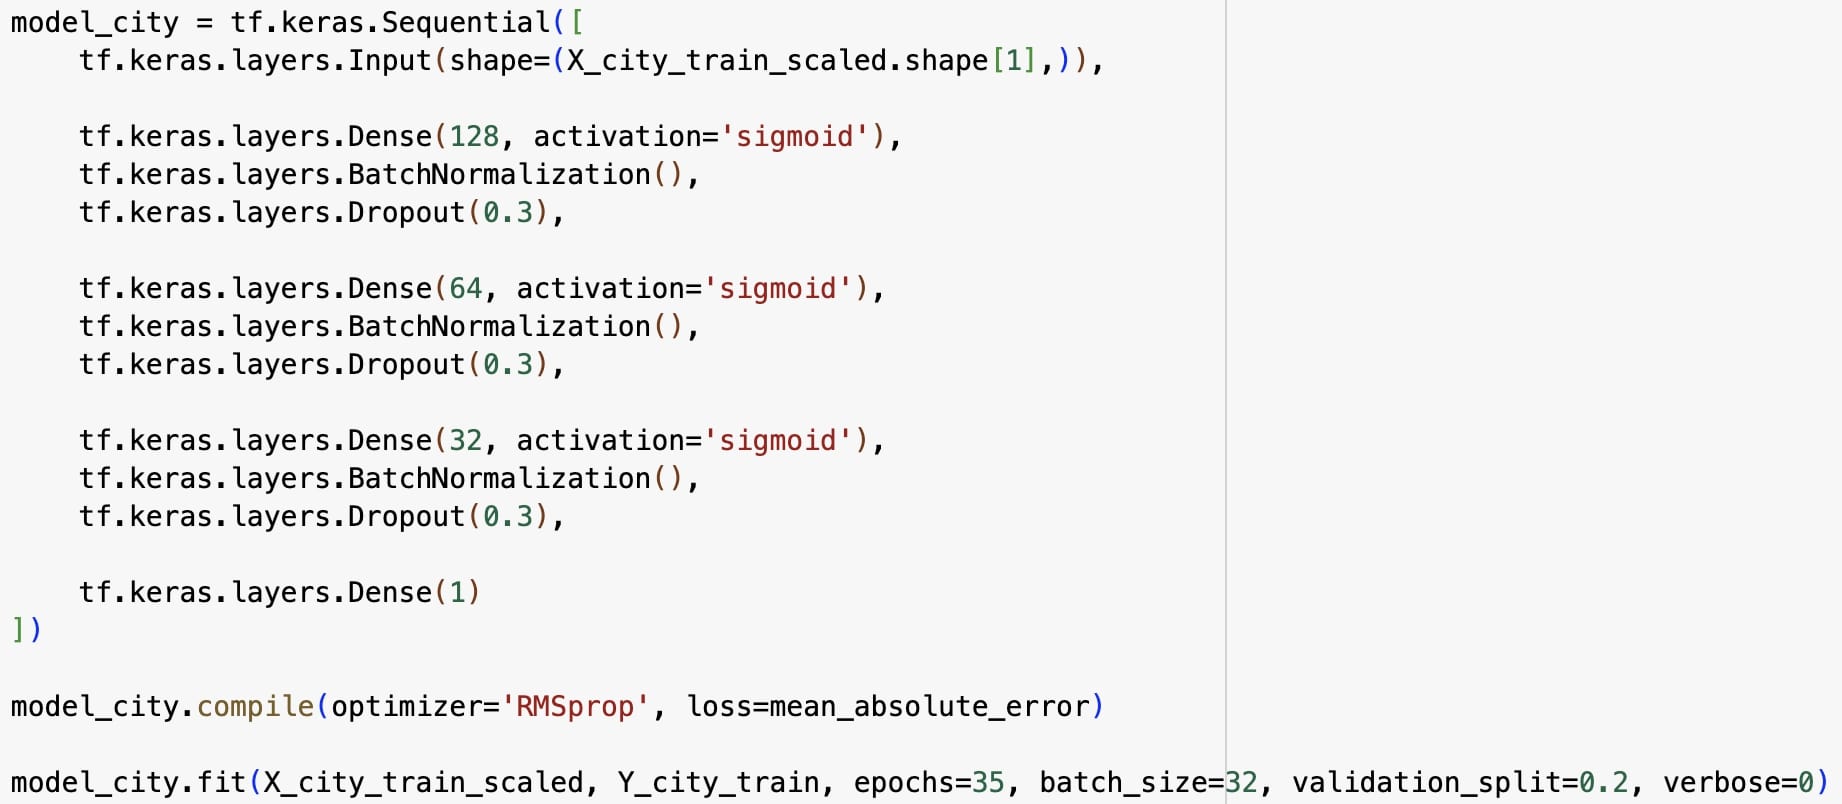 model_city = tf.keras.Sequential([
    tf.keras.layers.Input(shape=(X_city_train_scaled.shape[1],)),

    tf.keras.layers.Dense(128, activation='sigmoid'),
    tf.keras.layers.BatchNormalization(),
    tf.keras.layers.Dropout(0.3),

    tf.keras.layers.Dense(64, activation='sigmoid'),
    tf.keras.layers.BatchNormalization(),
    tf.keras.layers.Dropout(0.3),

    tf.keras.layers.Dense(32, activation='sigmoid'),
    tf.keras.layers.BatchNormalization(),
    tf.keras.layers.Dropout(0.3),

    tf.keras.layers.Dense(1)
])

model_city.compile(optimizer='RMSprop', loss=mean_absolute_error)

model_city.fit(X_city_train_scaled, Y_city_train, epochs=35, batch_size=32, validation_split=0.2, verbose=0)